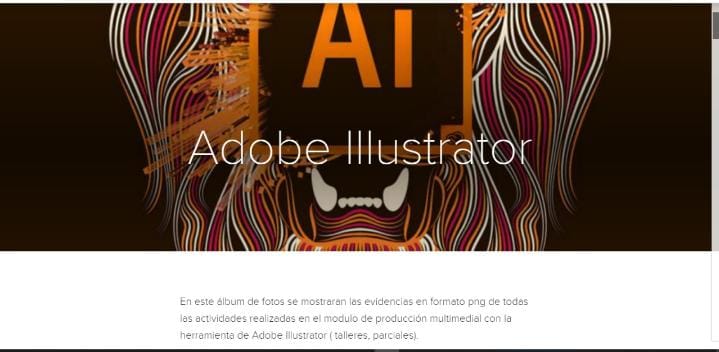 Ai
Adobe Illustrator
En este álbum de fotos se mostraran las evidencias en formato png de todas
las actividades realizadas en el modulo de producción multimedial con la
herramienta de Adobe Illustrator ( talleres, parciales).